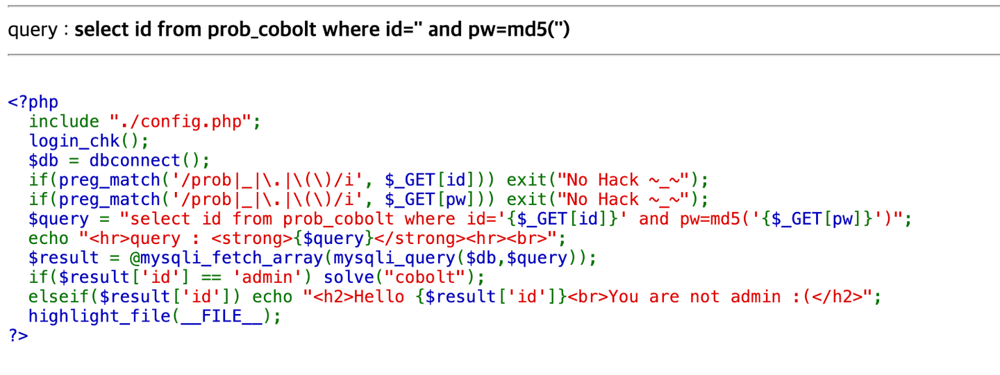 query : select id from prob_cobolt where id='' and pw=md5('')
<?php
include "./config.php";
login_chk();
$db = dbconnect();
if(preg_match('/prob|_|\.|\(\)/i', $_GET[id])) exit("No Hack ~_~");
if(preg_match('/prob|_|\.|\(\)/i', $_GET[pw])) exit("No Hack ~_~");
$query = "select id from prob_cobolt where id='{$_GET[id]}' and pw=md5('{$_GET[pw]}')";
echo "<hr>query : <strong>{$query}</strong><hr><br>";
$result = @mysqli_fetch_array(mysqli_query($db,$query));
if($result['id'] == 'admin') solve("cobolt");
elseif($result['id']) echo "<h2>Hello {$result['id']}<br>You are not admin :(</h2>";
highlight_file(__FILE__);
?>